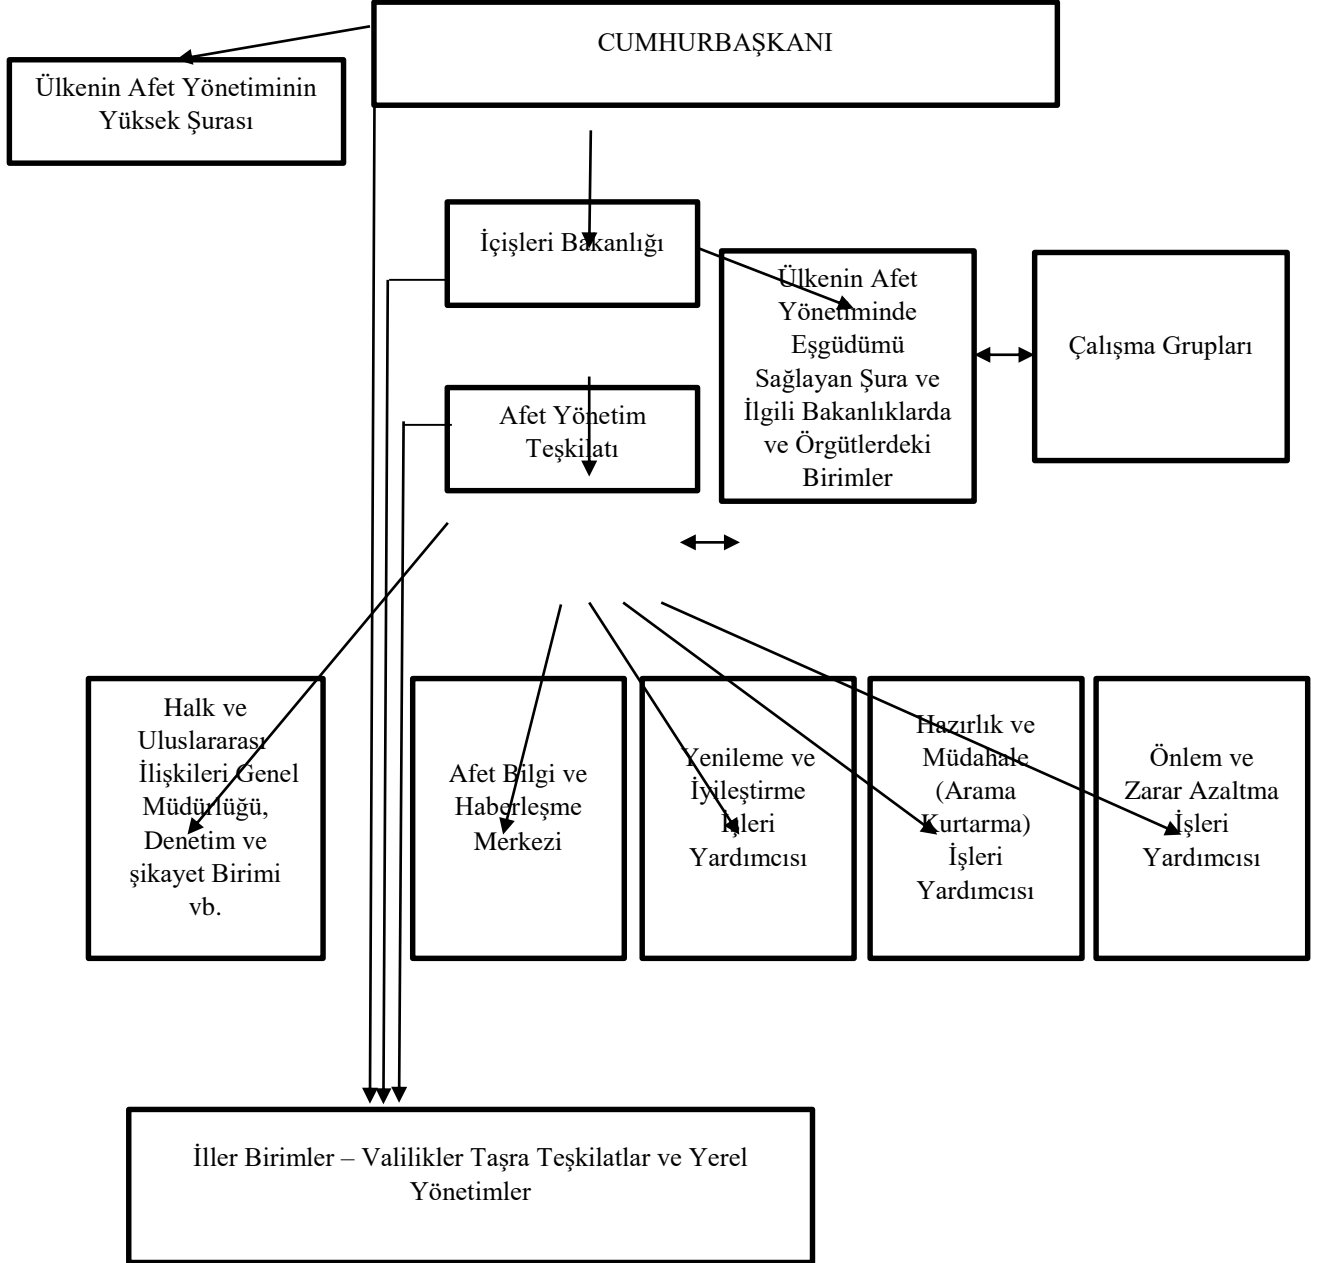 CUMHURBAŞKANI
Ülkenin Afet Yönetiminin
Yüksek Şurası
İçişleri Bakanlığı
Ülkenin Afet
Yönetiminde
Eşgüdümü
Sağlayan Şura ve
İlgili Bakanlıklarda
ve Örgütlerdeki
Birimler
Çalışma Grupları
Afet Yönetim
Teşkilatı
Halk ve
Uluslararası
İlişkileri Genel
Müdürlüğü,
Denetim ve
şikayet Birimi
vb.
Afet Bilgi ve
Haberleşme
Merkezi
Yenileme ve
İyileştirme
İşleri
Yardımcısı
Hazırlık ve
Müdahale
(Arama
Kurtarma)
İşleri
Yardımcısı
Önlem ve
Zarar Azaltma
İşleri
Yardımcısı
İller Birimler – Valilikler Taşra Teşkilatlar ve Yerel
Yönetimler